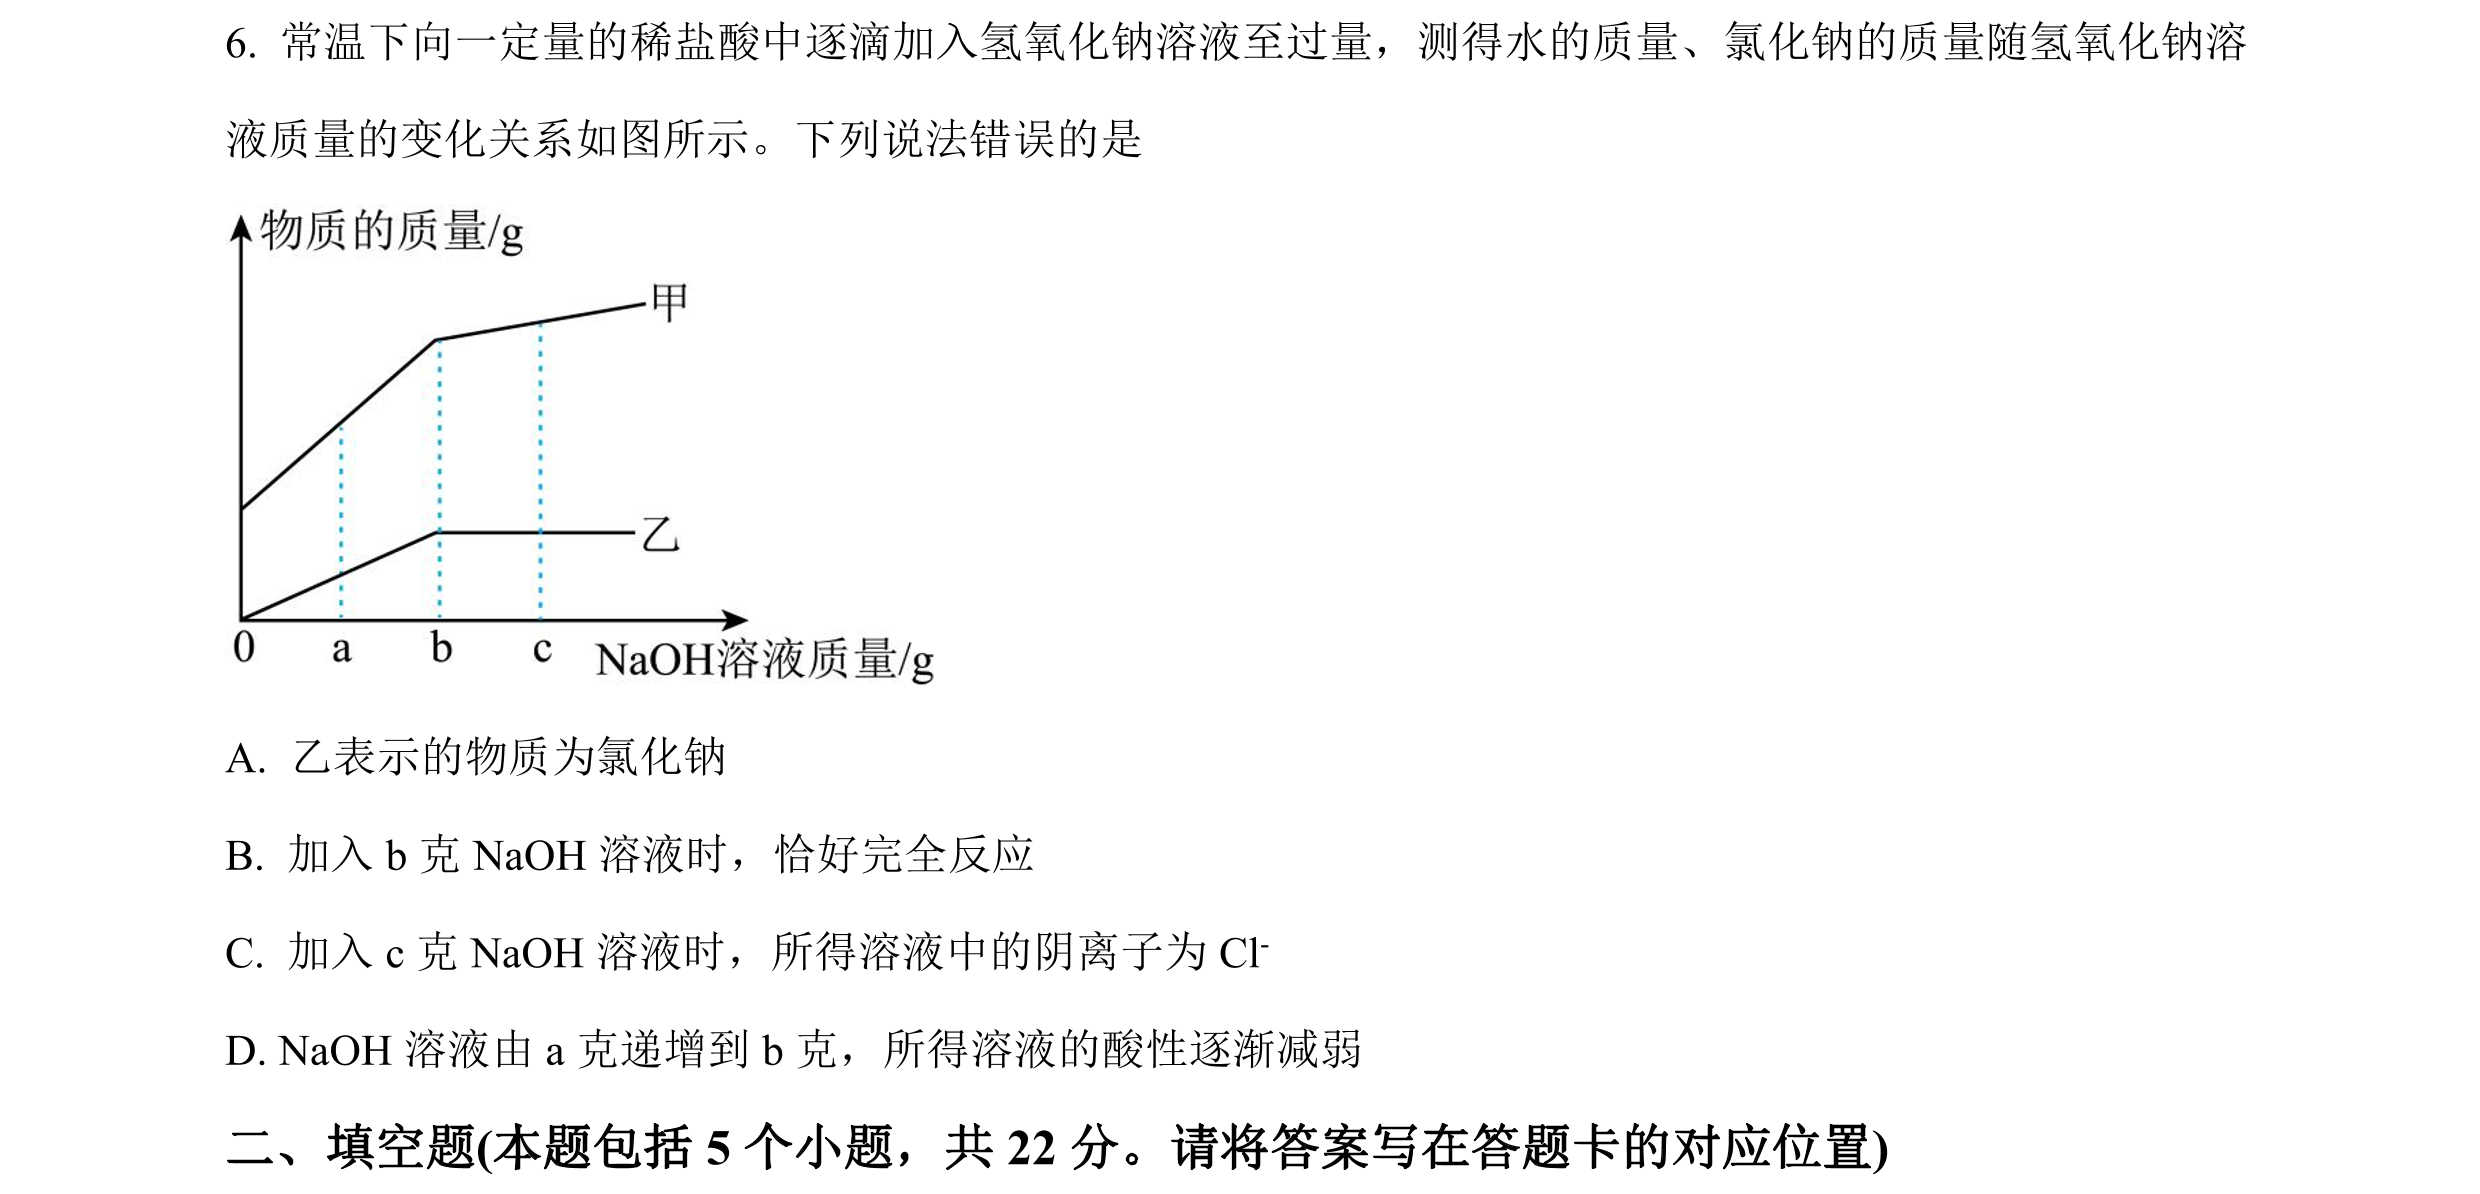 6. 常温下向一定量的稀盐酸中逐滴加入氢氧化钠溶液至过量，测得水的质量、氯化钠的质量随氢氧化钠溶
液质量的变化关系如图所示。下列说法错误的是
物质的质量/g
甲
乙
0 a b c NaOH溶液质量/g
A. 乙表示的物质为氯化钠
B. 加入 b 克 NaOH 溶液时，恰好完全反应
C. 加入 c 克 NaOH 溶液时，所得溶液中的阴离子为 Cl⁻
D. NaOH 溶液由 a 克递增到 b 克，所得溶液的酸性逐渐减弱
二、填空题(本题包括 5 个小题，共 22 分。请将答案写在答题卡的对应位置)